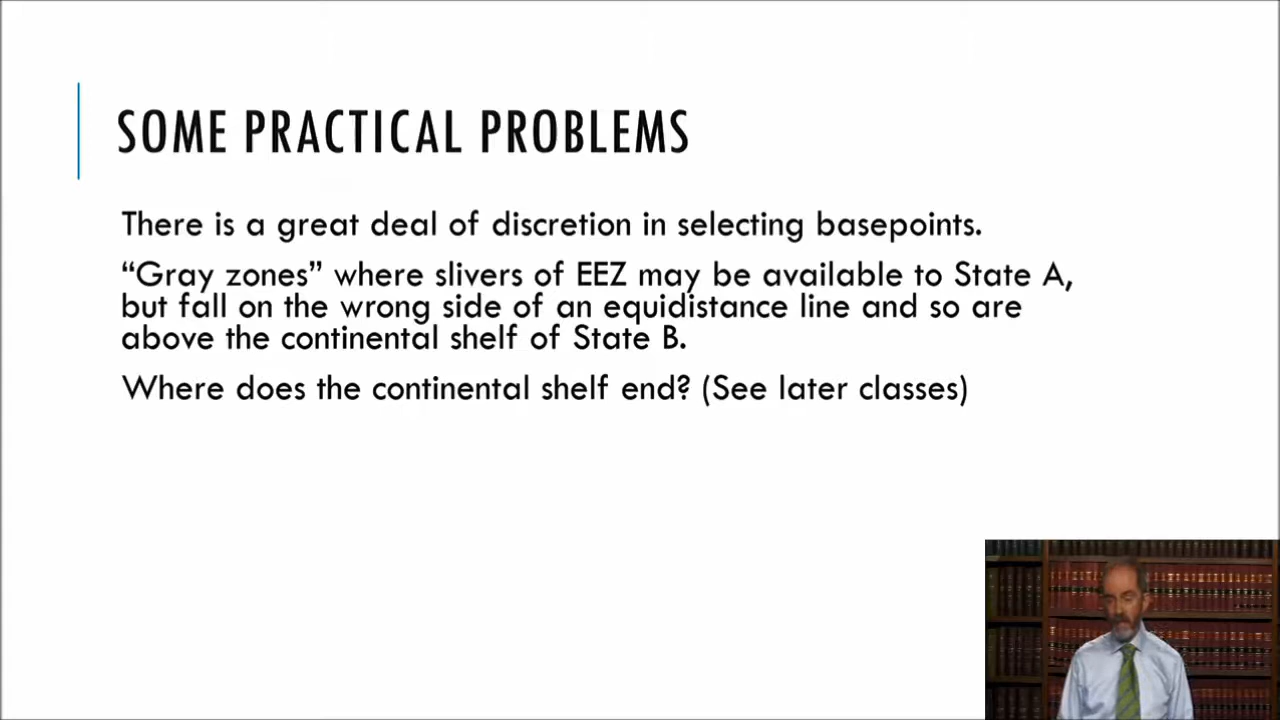 SOME PRACTICAL PROBLEMS
There is a great deal of discretion in selecting basepoints.
“Gray zones” where slivers of EEZ may be available to State A,
but fall on the wrong side of an equidistance line and so are
above the continental shelf of State B.
Where does the continental shelf end? (See later classes)